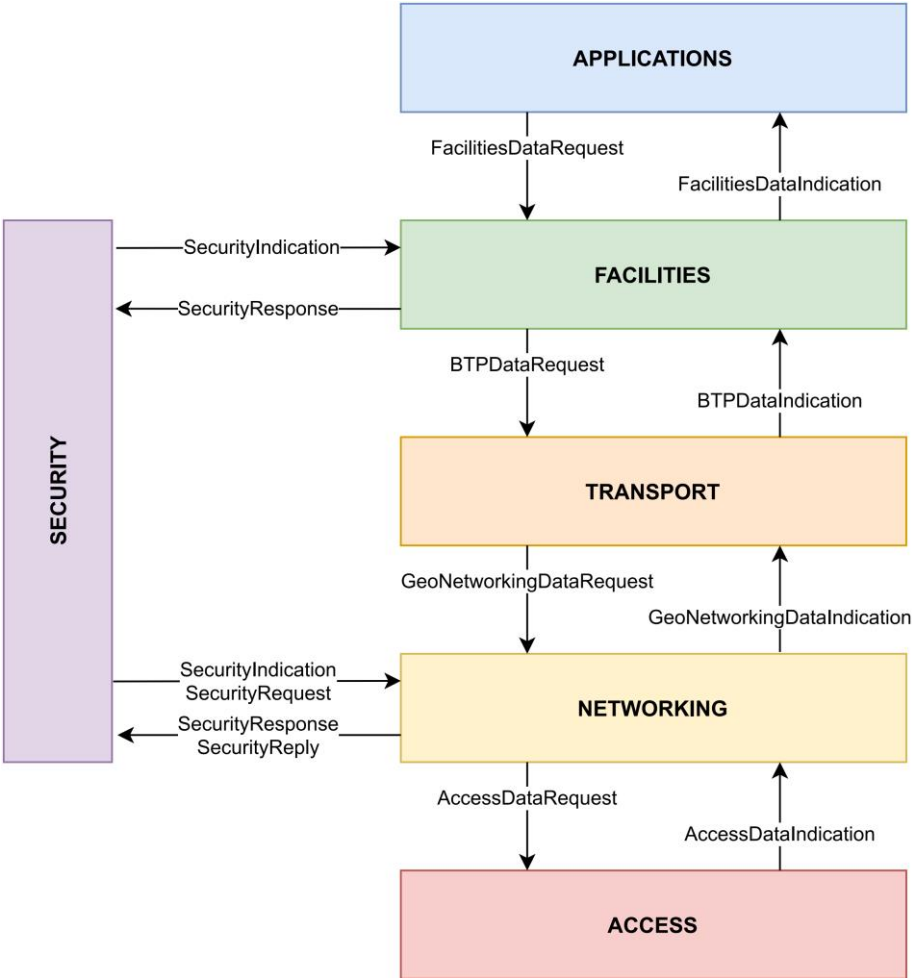 APPLICATIONS
FacilitiesDataRequest
FacilitiesDataIndication
SecurityIndication
FACILITIES
SecurityResponse
BTPDataRequest
BTPDataIndication
SECURITY
TRANSPORT
GeoNetworkingDataRequest
GeoNetworkingDataIndication
SecurityIndication
SecurityRequest
NETWORKING
SecurityResponse
SecurityReply
AccessDataRequest
AccessDataIndication
ACCESS